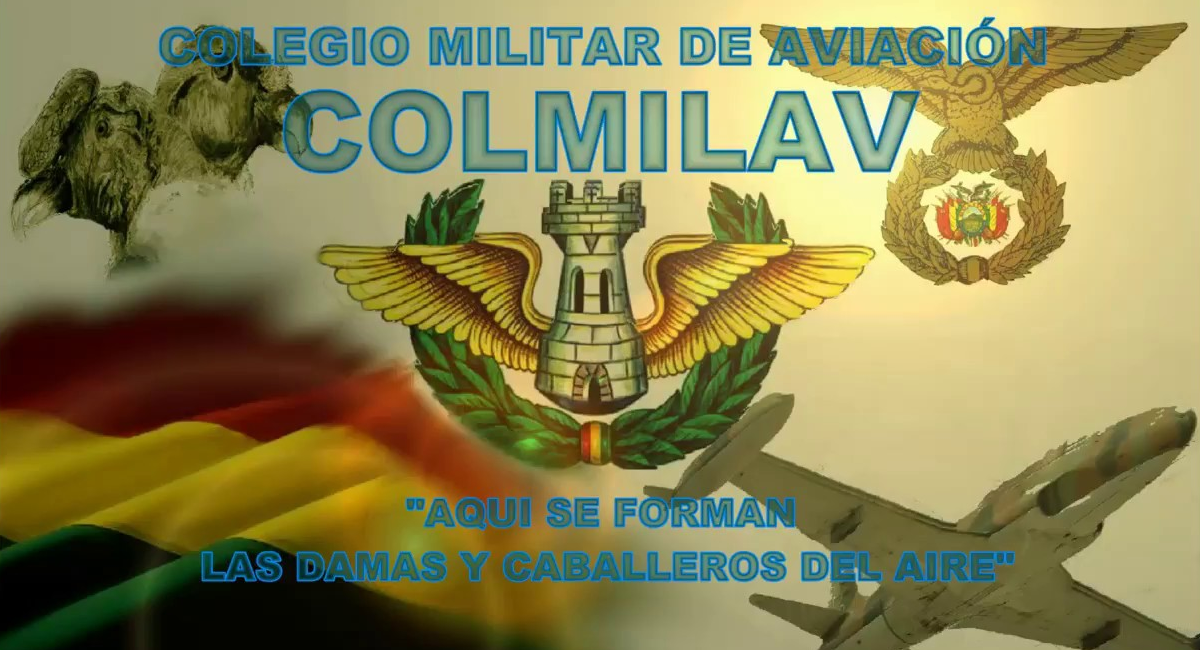 COLEGIO MILITAR DE AVIACIÓN
COLMILAV
"AQUI SE FORMAN
LAS DAMAS Y CABALLEROS DEL AIRE"